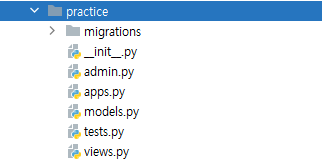 practice
migrations
__init__.py
admin.py
apps.py
models.py
tests.py
views.py